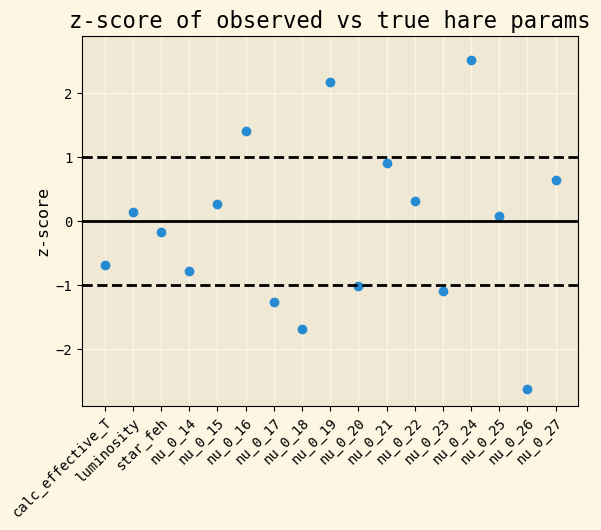 z-score of observed vs true hare params
z-score
2
1
0
−1
−2
calc_effective_T
luminosity
star_feh
nu_0_14
nu_0_15
nu_0_16
nu_0_17
nu_0_18
nu_0_19
nu_0_20
nu_0_21
nu_0_22
nu_0_23
nu_0_24
nu_0_25
nu_0_26
nu_0_27